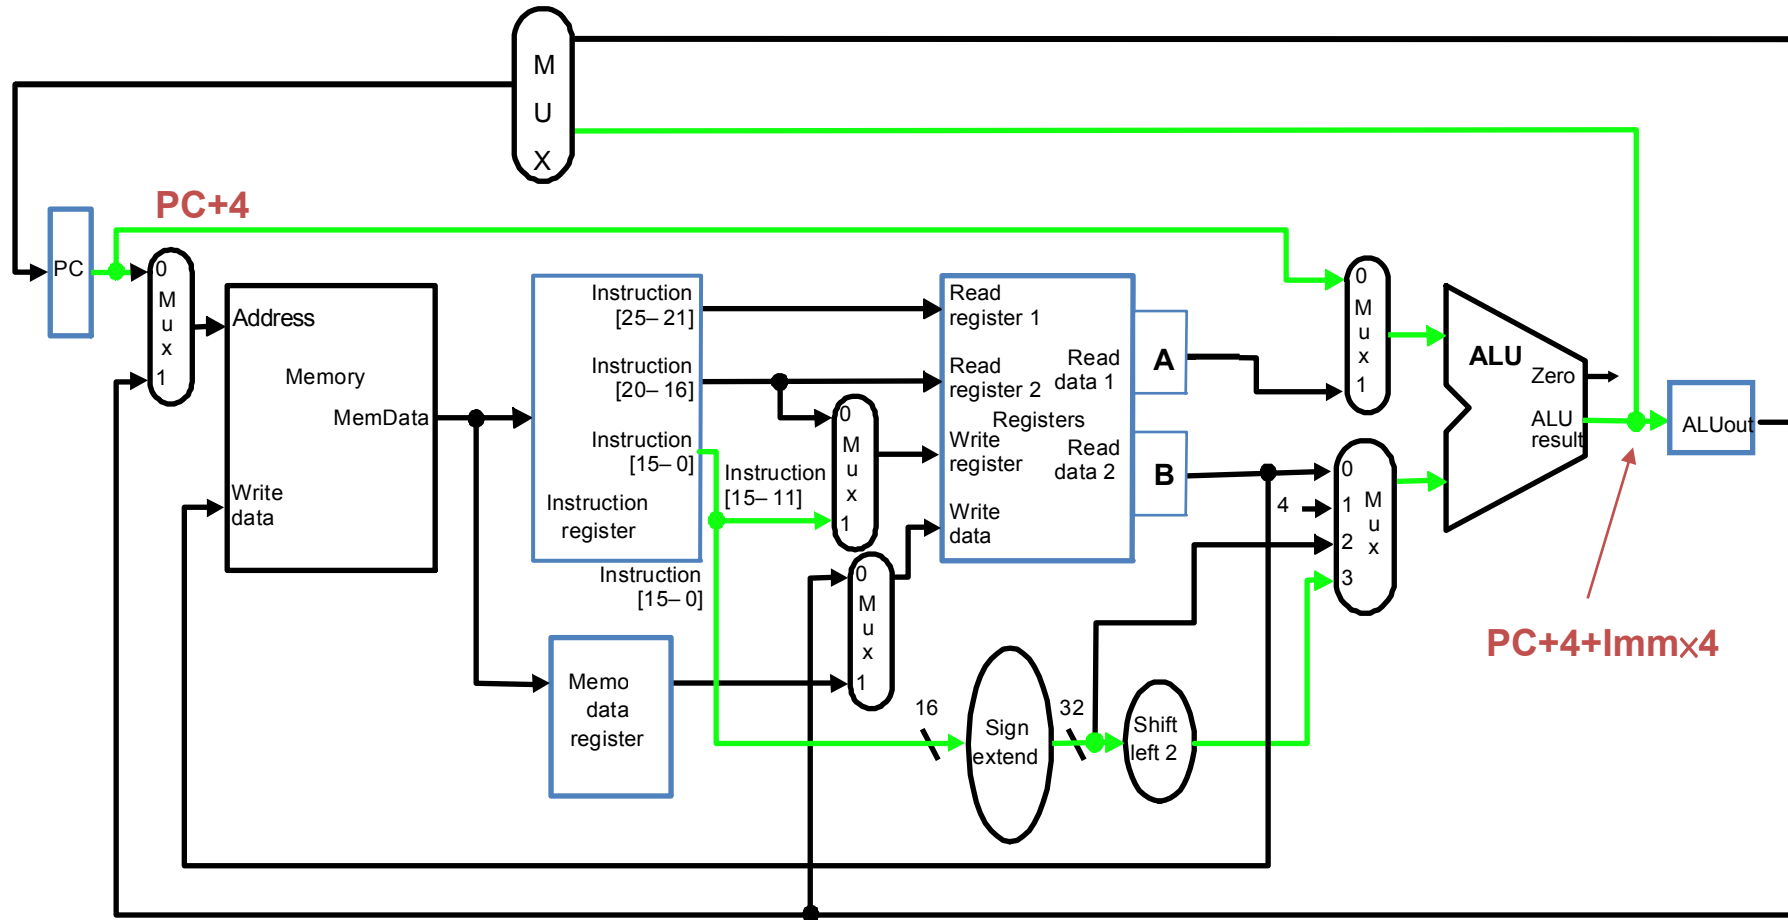 M
U
X
PC+4
PC
0
M
u
x
1
Address
Memory
MemData
Write
data
Instruction
[25– 21]
Instruction
[20– 16]
Instruction
[15– 0]
Instruction
register
Instruction
[15– 11]
Instruction
[15– 0]
0
M
u
x
1
0
M
u
x
1
Memo
data
register
Read
register 1
Read
register 2
Registers
Write
register
Write
data
Read
data 1
Read
data 2
A
B
16
Sign
extend
32
Shift
left 2
0
M
u
x
1
4
0
1
2
3
M
u
x
ALU
Zero
ALU
result
ALUout
PC+4+Imm×4